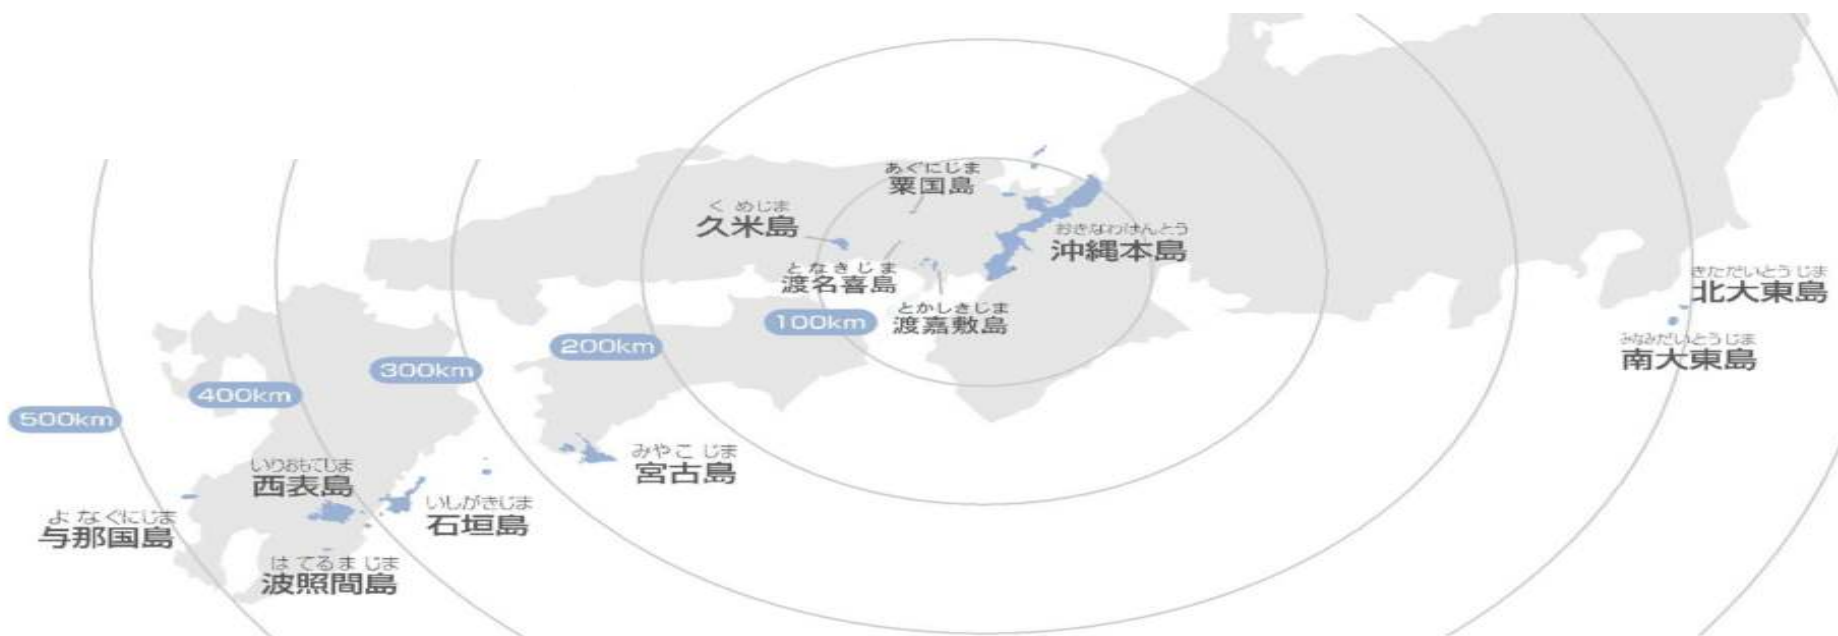 あぐにじま
粟国島
くめじま
久米島
おきなわほんとう
沖縄本島
となきじま
渡名喜島
とかしきじま
渡嘉敷島
きただいとうじま
北大東島
みなみだいとうじま
南大東島
100km
200km
300km
400km
500km
みやこじま
宮古島
いりおもてじま
西表島
いしがきじま
石垣島
よなぐにじま
与那国島
はてるまじま
波照間島